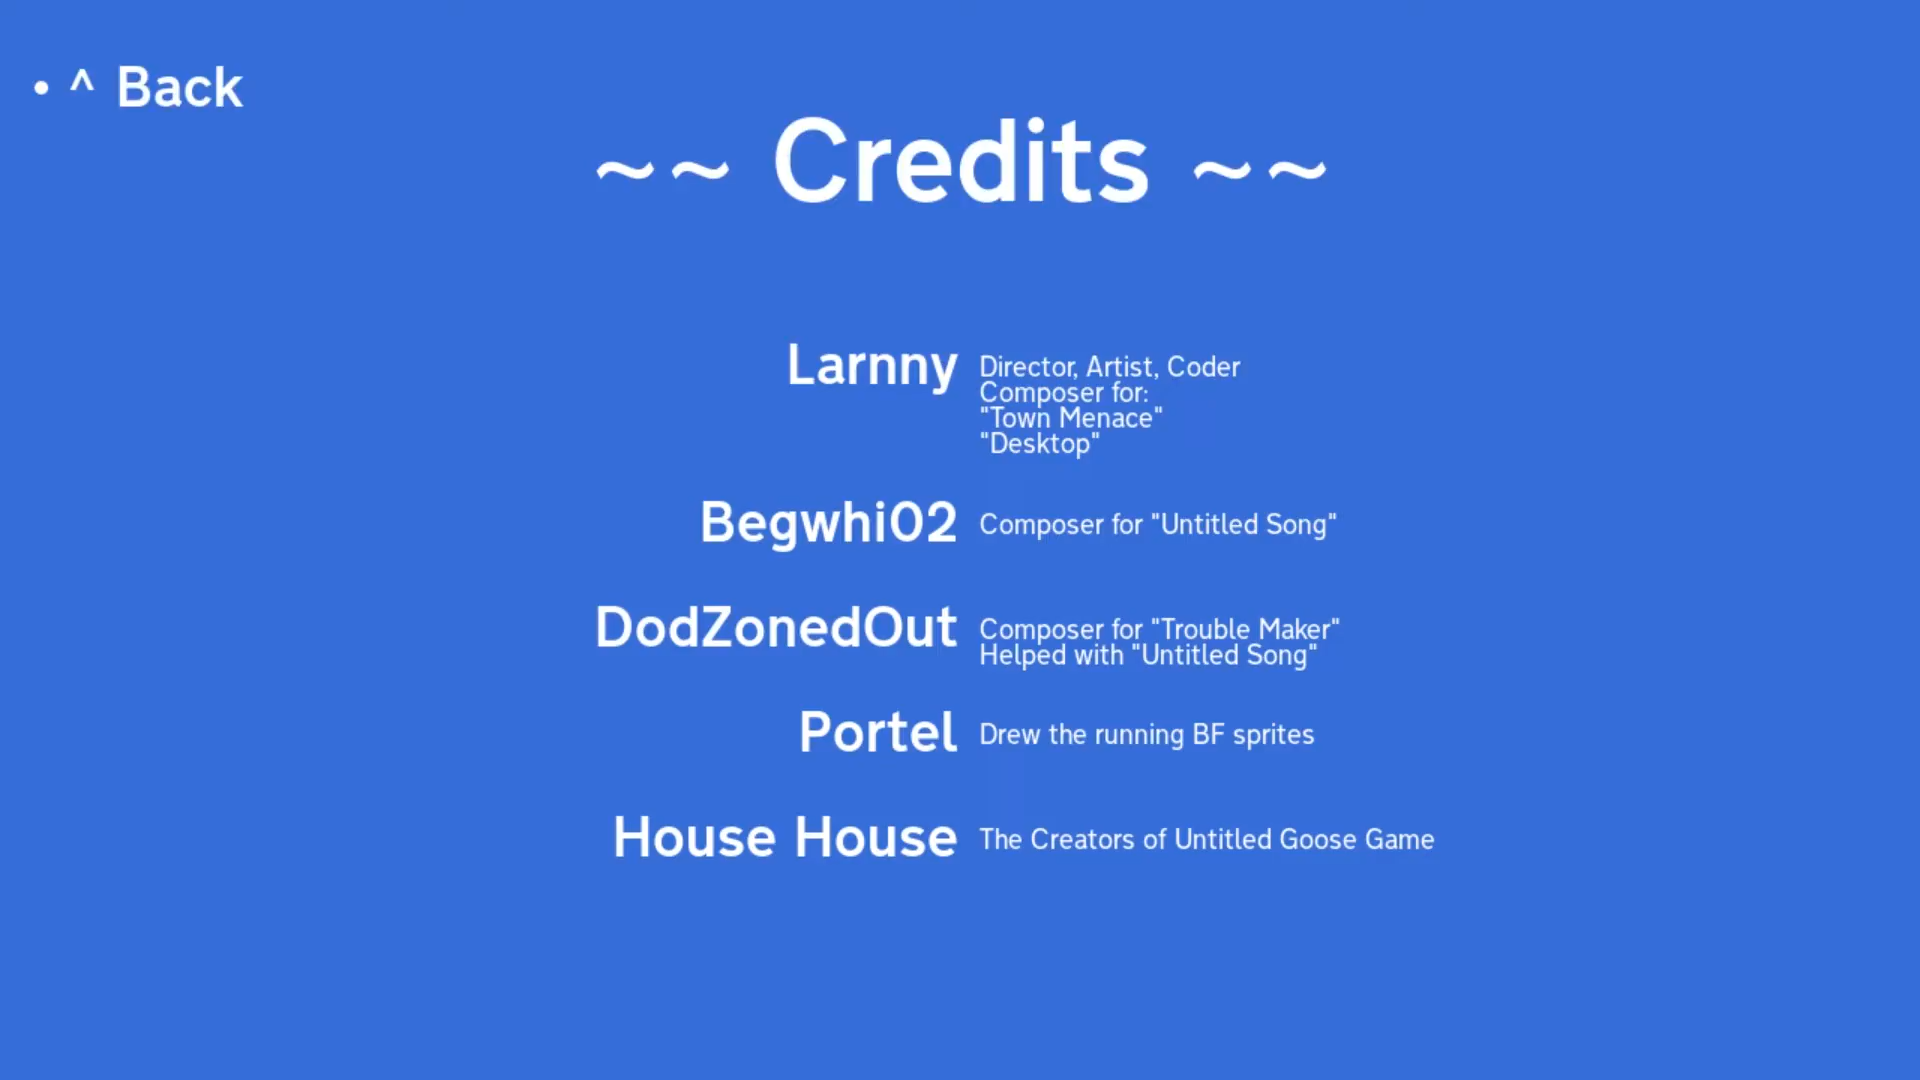 • ^ Back
~~ Credits ~~
Larnny Director, Artist, Coder
Composer for:
"Town Menace"
"Desktop"
Begwhi02 Composer for "Untitled Song"
DodZonedOut Composer for "Trouble Maker"
Helped with "Untitled Song"
Portel Drew the running BF sprites
House House The Creators of Untitled Goose Game